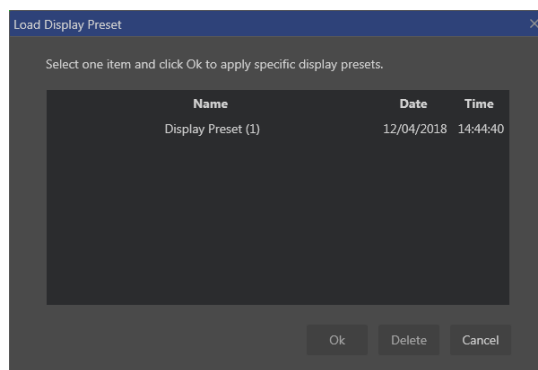 Load Display Preset
Select one item and click Ok to apply specific display presets.
Name Date Time
Display Preset (1) 12/04/2018 14:44:40
Ok Delete Cancel